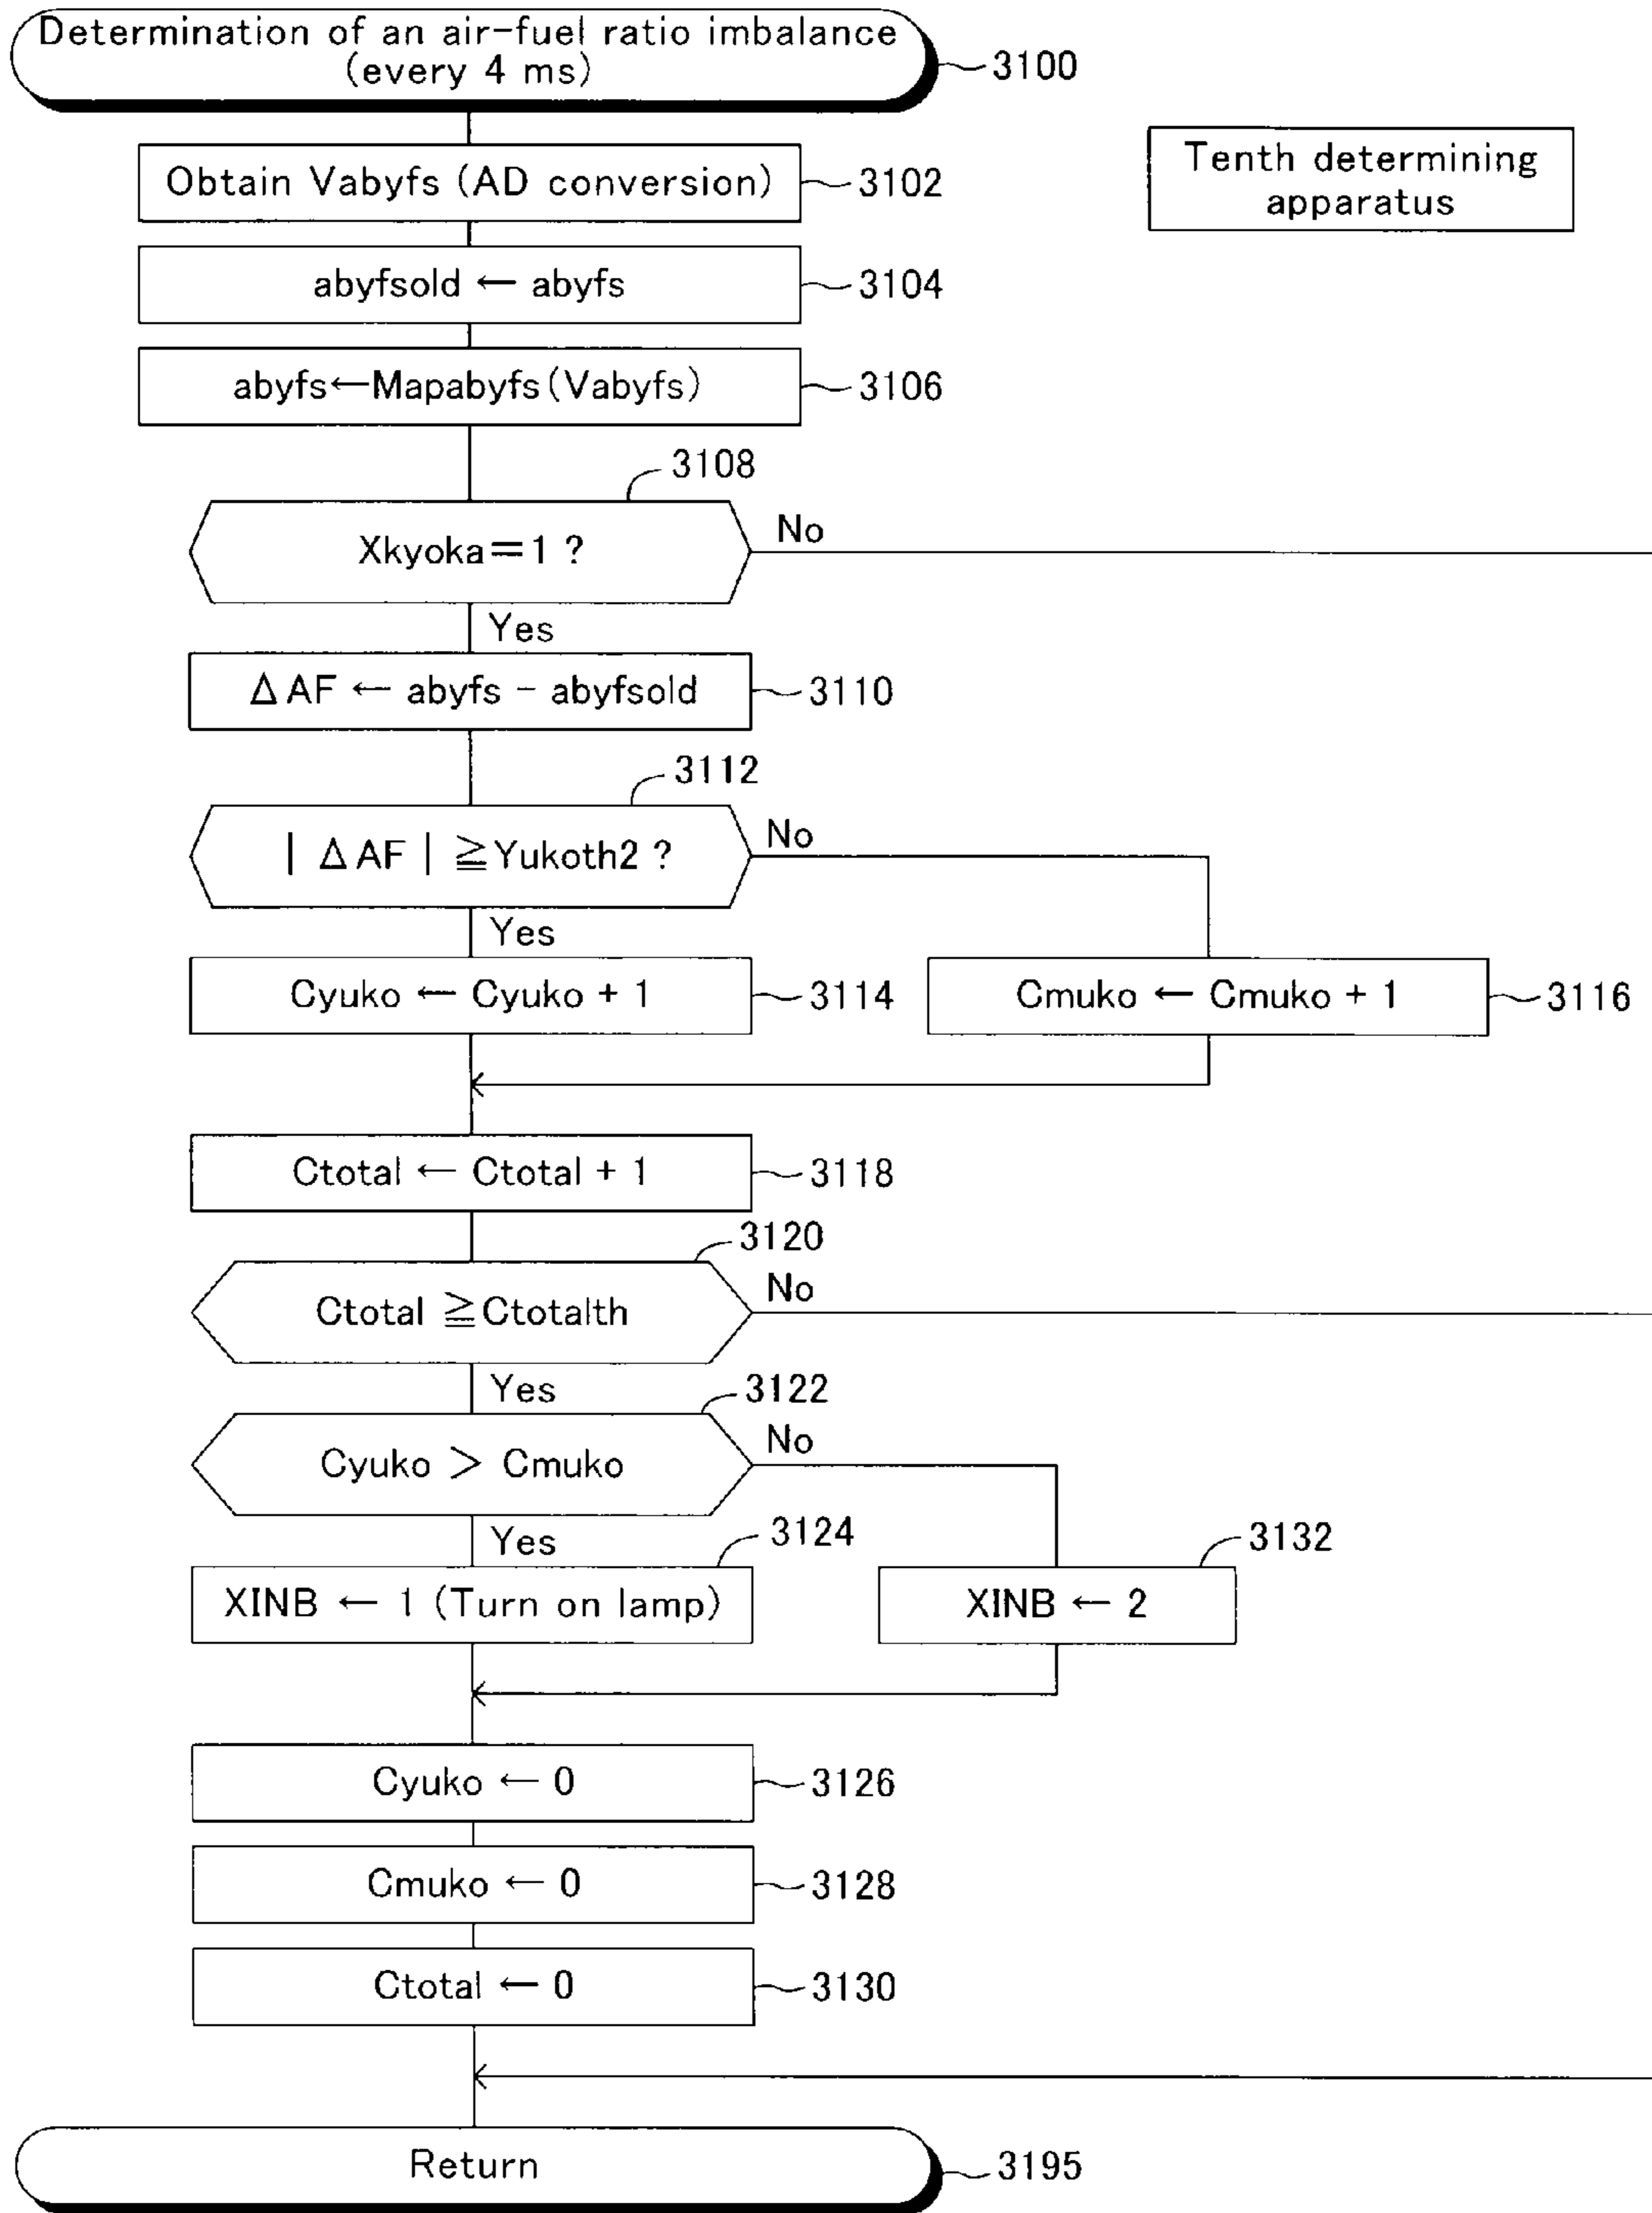 Determination of an air-fuel ratio imbalance
(every 4 ms)
3100
Tenth determining
apparatus
Obtain Vabyfs (AD conversion)
3102
abyfsold ← abyfs
3104
abyfs←Mapabyfs(Vabyfs)
3106
3108
Xkyoka=1 ?
No
Yes
ΔAF ← abyfs - abyfsold
3110
3112
| ΔAF | ≧Yukoth2 ?
No
Yes
Cyuko ← Cyuko + 1
3114
Cmuko ← Cmuko + 1
3116
Ctotal ← Ctotal + 1
3118
3120
Ctotal ≧Ctotalth
No
Yes
3122
Cyuko > Cmuko
No
Yes
3124
XINB ← 1 (Turn on lamp)
3132
XINB ← 2
Cyuko ← 0
3126
Cmuko ← 0
3128
Ctotal ← 0
3130
Return
3195